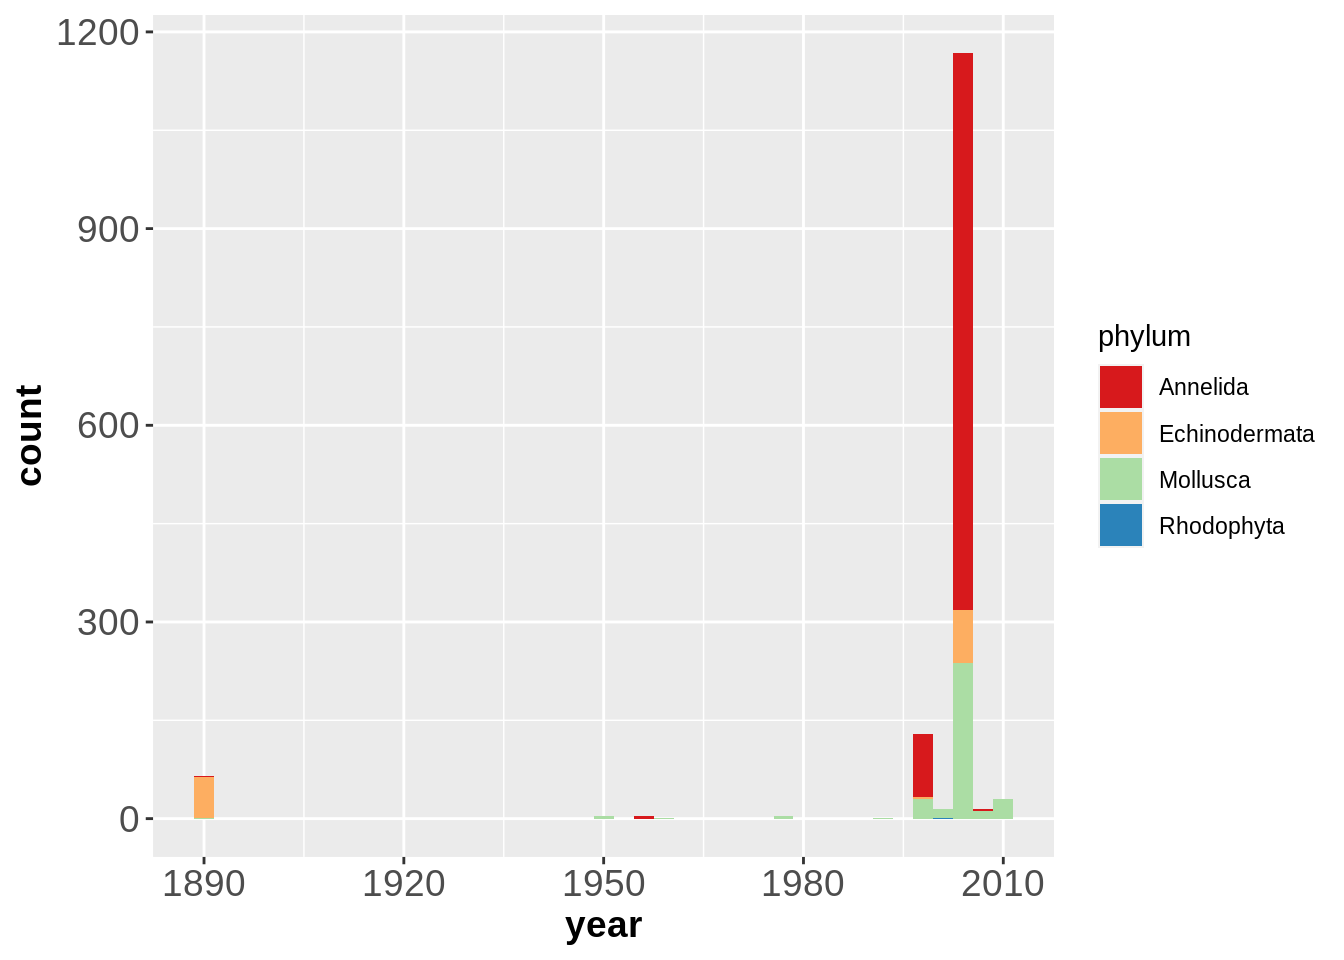 1200
900
600
300
0
count
1890 1920 1950 1980 2010
year
phylum
Annelida
Echinodermata
Mollusca
Rhodophyta